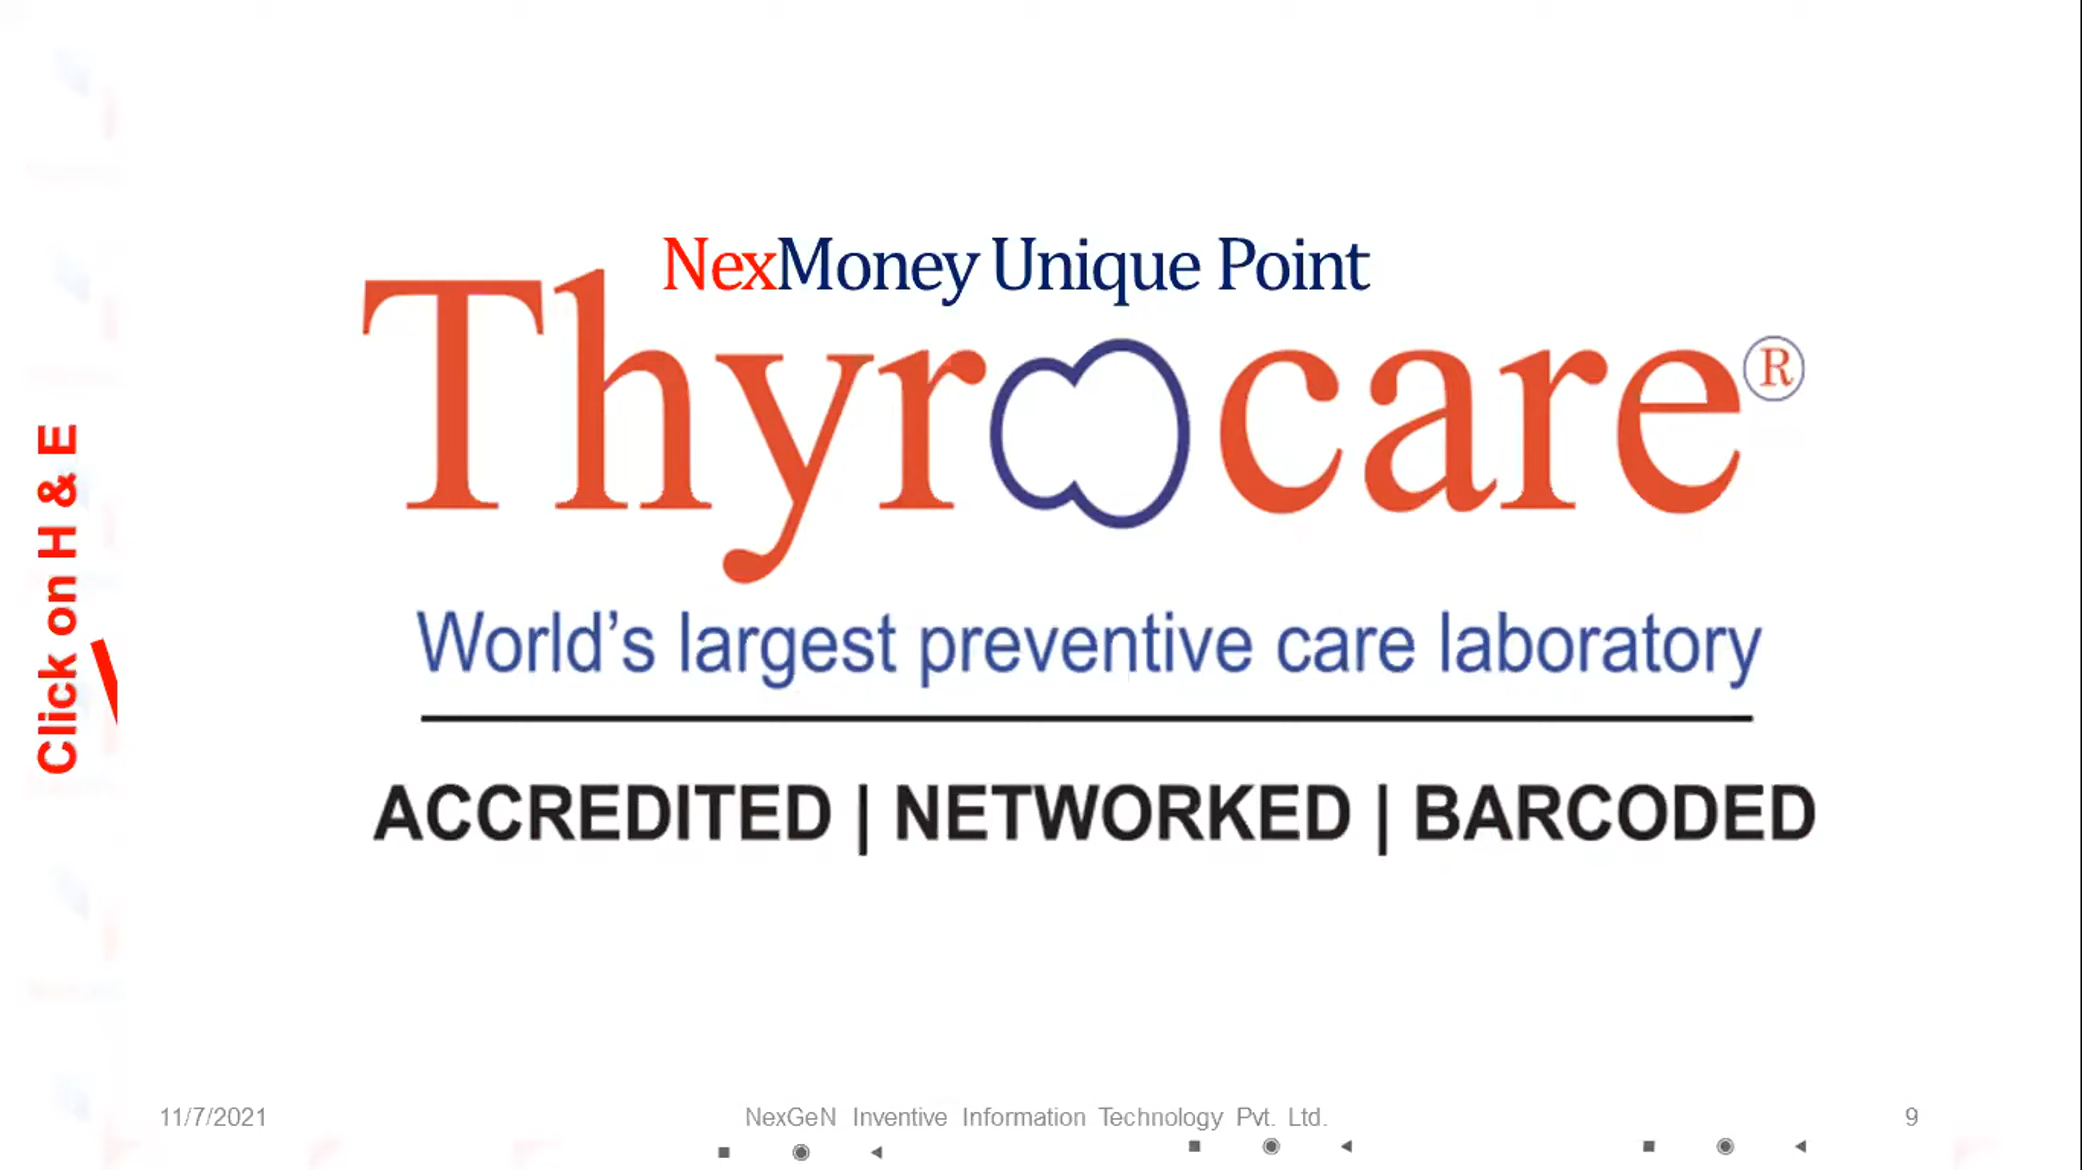 NexMoney Unique Point
Thyrocare®
World's largest preventive care laboratory
ACCREDITED | NETWORKED | BARCODED
Click on H & E
11/7/2021
NexGeN Inventive Information Technology Pvt. Ltd.
9